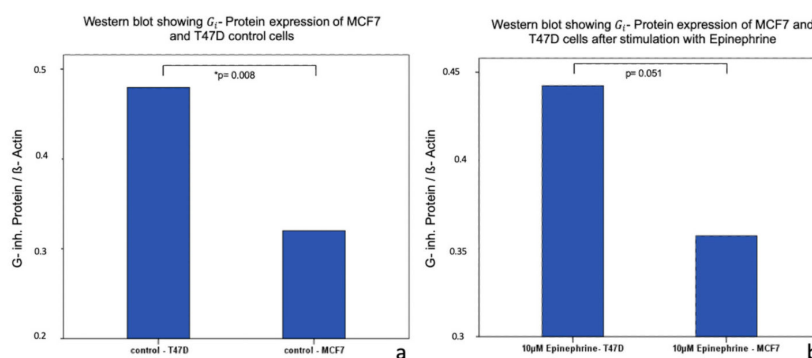 Western blot showing G𝑖- Protein expression of MCF7
and T47D control cells
0.5
0.4
0.3
0.2
G- inh. Protein / ß- Actin
*p= 0.008
control - T47D
control - MCF7
a
Western blot showing G𝑖 - Protein expression of MCF7 and
T47D cells after stimulation with Epinephrine
0.45
0.4
0.35
0.3
G- inh. Protein / ß- Actin
p= 0.051
10µM Epinephrine- T47D
10µM Epinephrine - MCF7
b